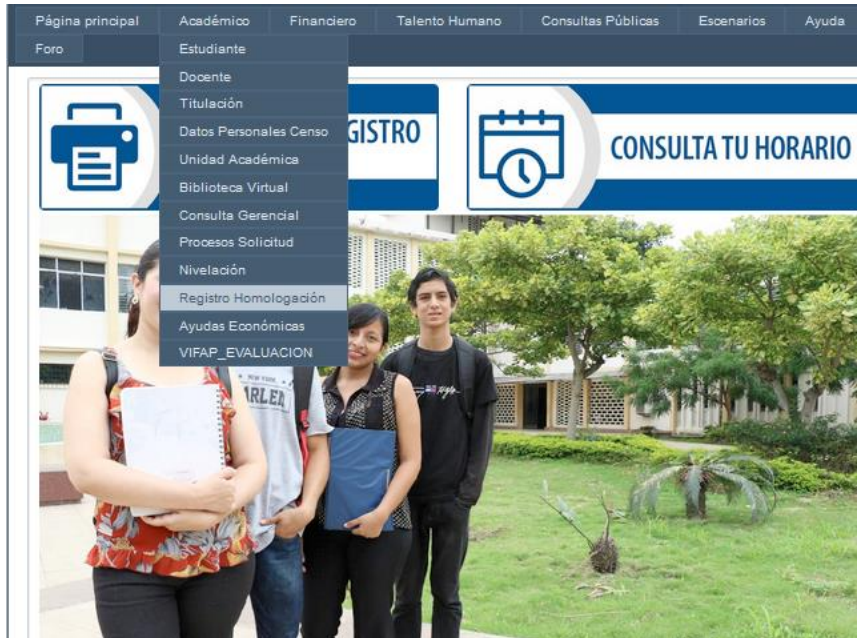 Página principal
Académico
Financiero
Talento Humano
Consultas Públicas
Escenarios
Ayuda
Foro
Estudiante
Docente
Titulación
Datos Personales Censo
Unidad Académica
Biblioteca Virtual
Consulta Gerencial
Procesos Solicitud
Nivelación
Registro Homologación
Ayudas Económicas
VIFAP_EVALUACION
GISTRO
CONSULTA TU HORARIO
NEW YORK
ARLEM